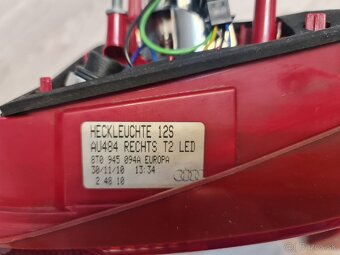 HECKLEUCHTE 12S
AU484 RECHTS T2 LED
8T0 945 094A EUROPA
30/11/10 13:34
2 48 10